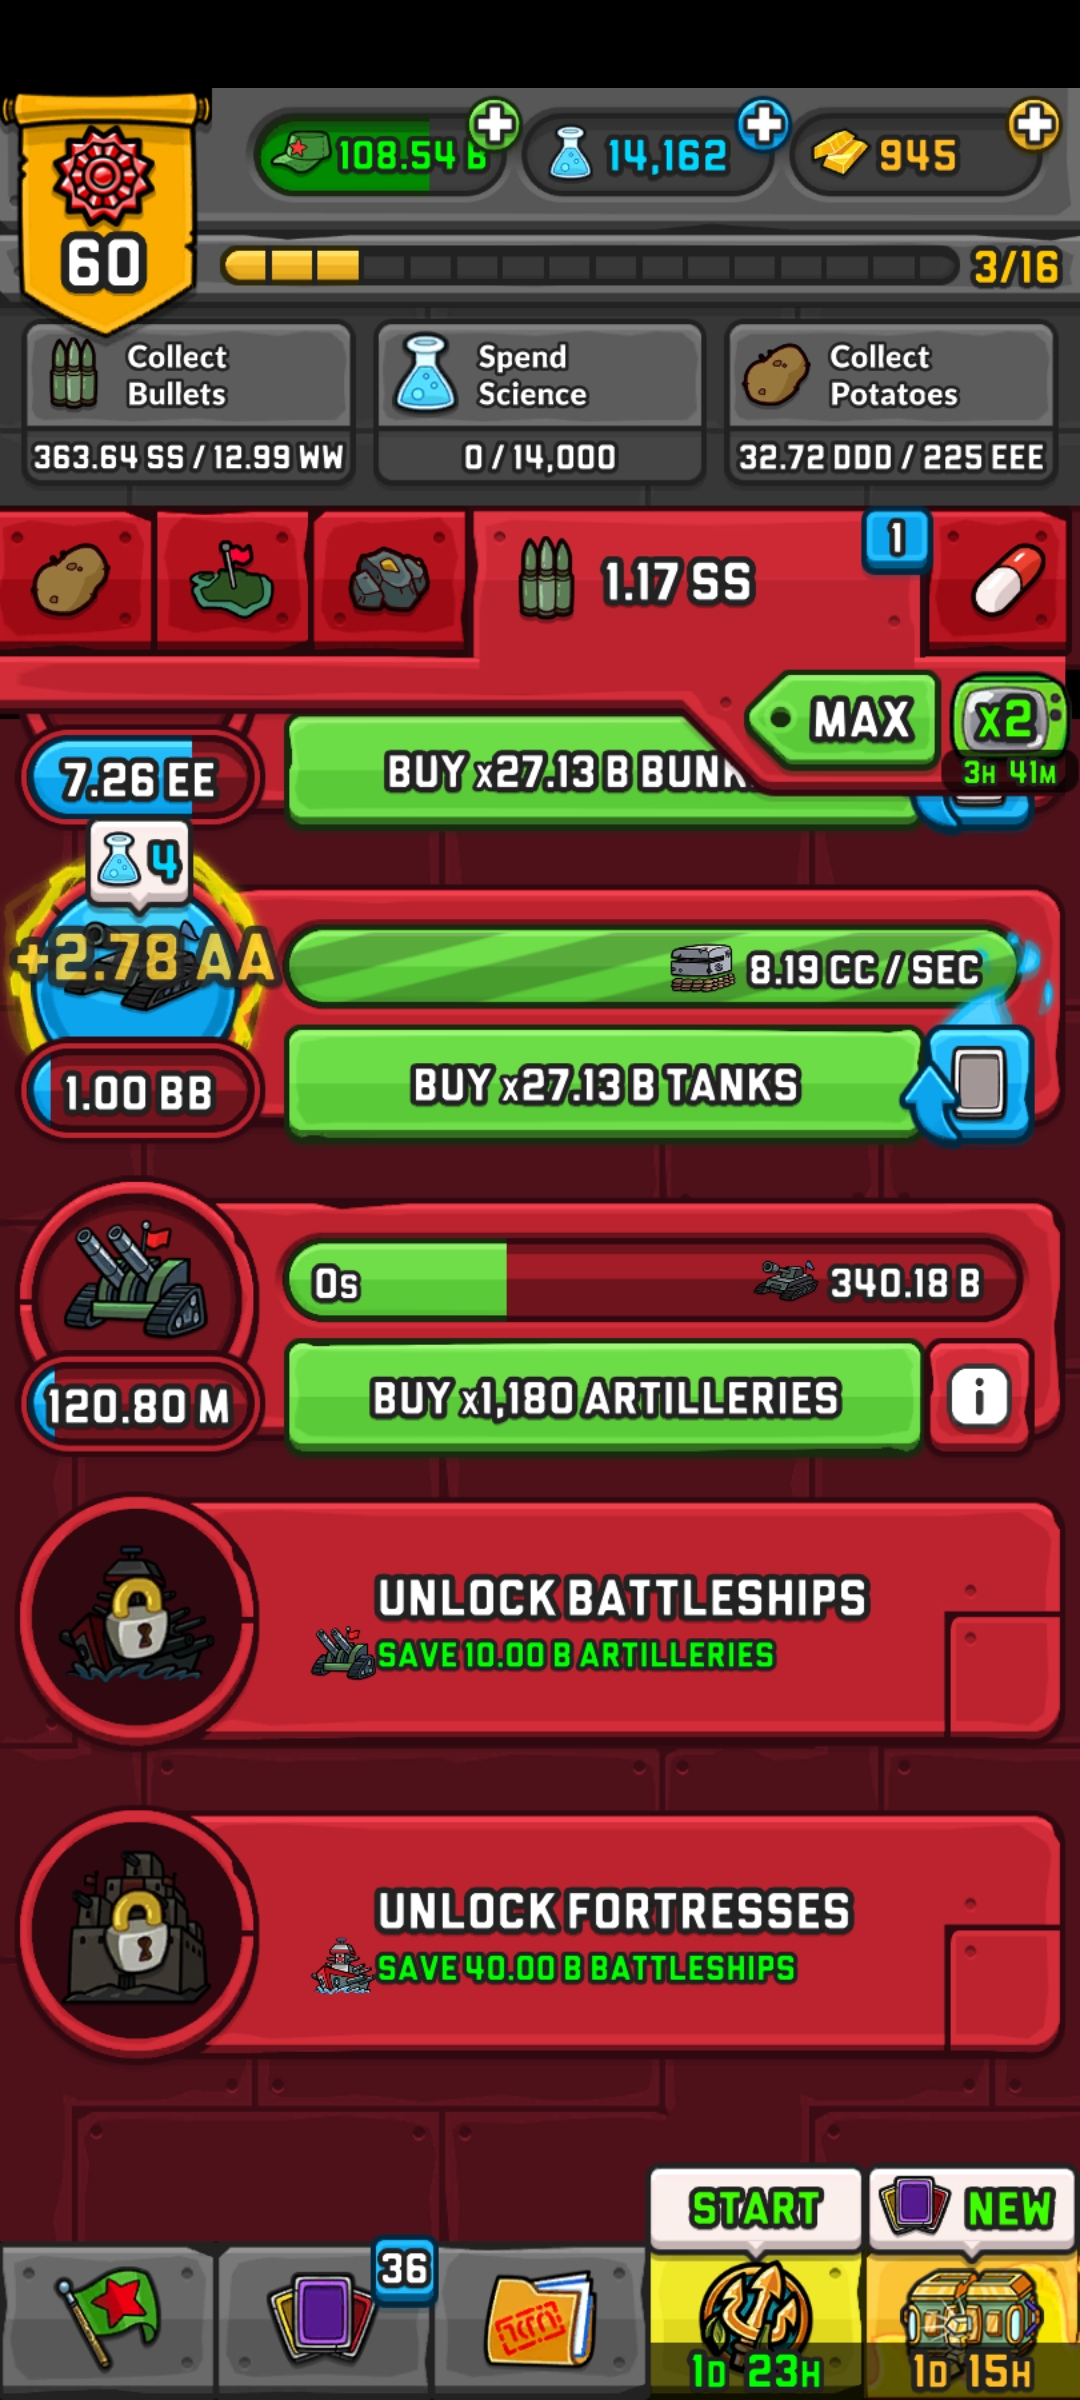 108.54 B
14,162
945
60
3/16
Collect
Bullets
363.64 SS / 12.99 WW
Spend
Science
0 / 14,000
Collect
Potatoes
32.72 DDD / 225 EEE
1.17 SS
1
MAX
x2
3H 41M
7.26 EE
BUY x27.13 B
4
+2.78 AA
8.19 CC / SEC
1.00 BB
BUY x27.13 B TANKS
0s
340.18 B
120.80 M
BUY x1,180 ARTILLERIES
i
UNLOCK BATTLESHIPS
SAVE 10.00 B ARTILLERIES
UNLOCK FORTRESSES
SAVE 40.00 B BATTLESHIPS
START
NEW
36
1D 23H
1D 15H